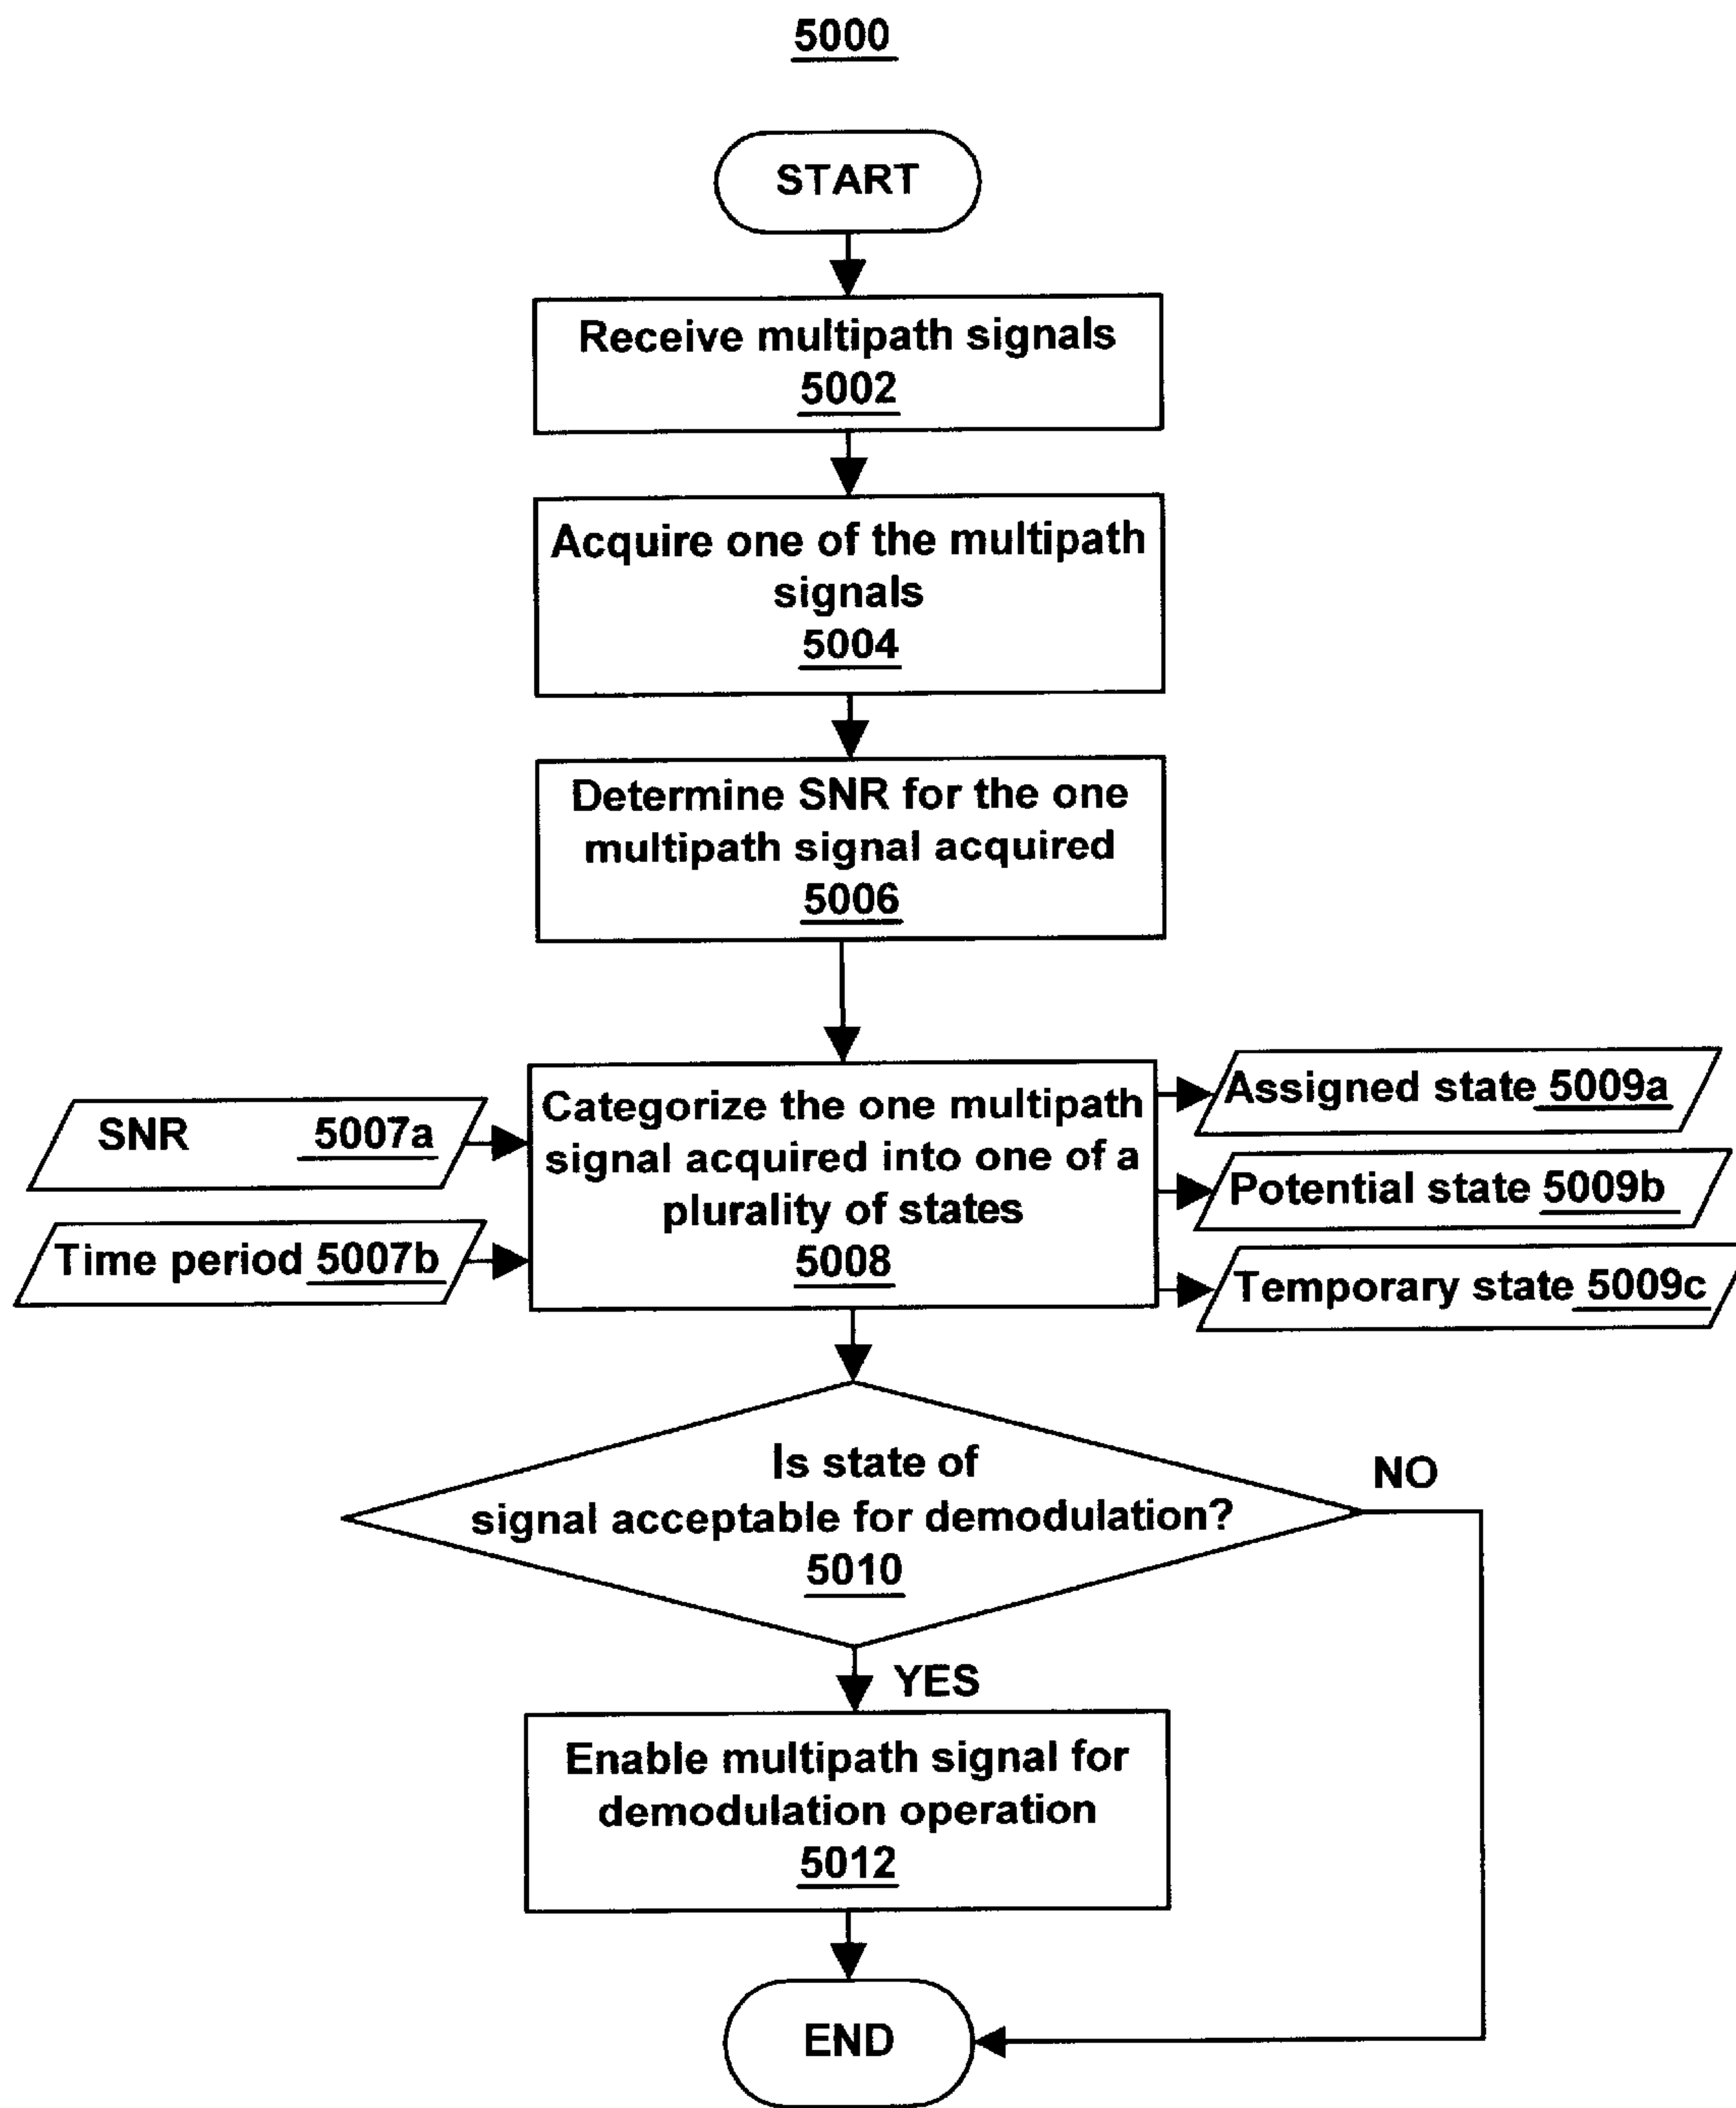 5000
START
Receive multipath signals
5002
Acquire one of the multipath
signals
5004
Determine SNR for the one
multipath signal acquired
5006
SNR 5007a
Time period 5007b
Categorize the one multipath
signal acquired into one of a
plurality of states
5008
Assigned state 5009a
Potential state 5009b
Temporary state 5009c
Is state of
signal acceptable for demodulation?
5010
NO
YES
Enable multipath signal for
demodulation operation
5012
END